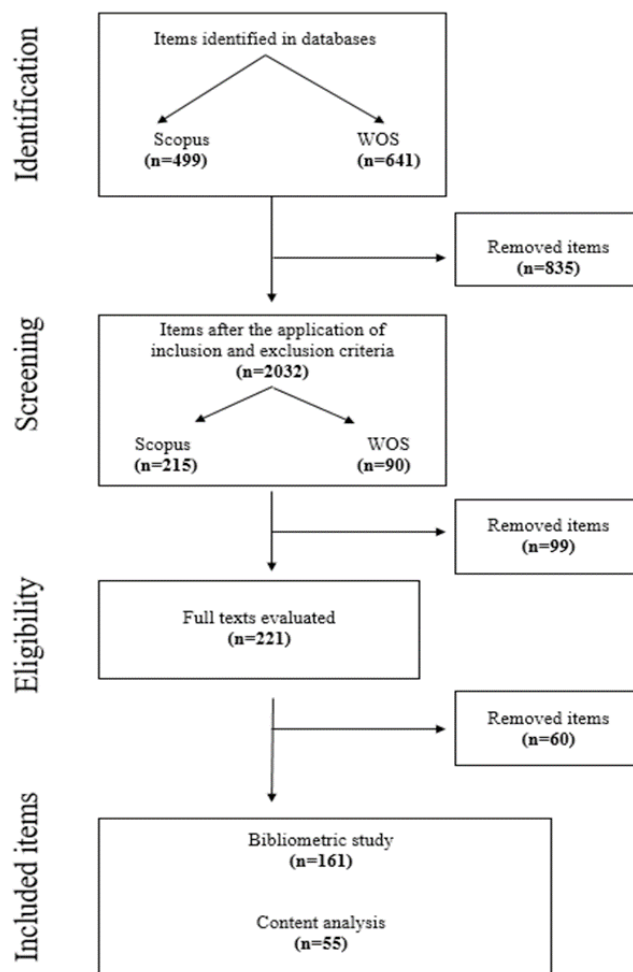 Identification
Items identified in databases
Scopus
(n=499)
WOS
(n=641)
Removed items
(n=835)
Screening
Items after the application of
inclusion and exclusion criteria
(n=2032)
Scopus
(n=215)
WOS
(n=90)
Removed items
(n=99)
Eligibility
Full texts evaluated
(n=221)
Removed items
(n=60)
Included items
Bibliometric study
(n=161)
Content analysis
(n=55)